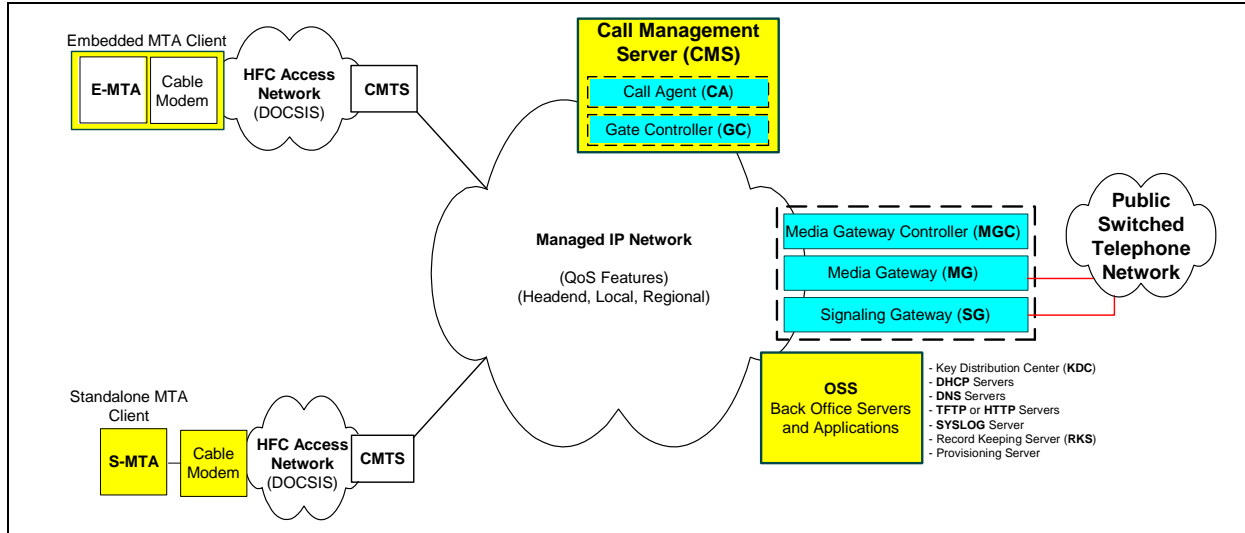 Embedded MTA Client
E-MTA
Cable
Modem
HFC Access
Network
(DOCSIS)
CMTS
Call Management
Server (CMS)
Call Agent (CA)
Gate Controller (GC)
Managed IP Network
(QoS Features)
(Headend, Local, Regional)
Media Gateway Controller (MGC)
Media Gateway (MG)
Signaling Gateway (SG)
Public
Switched
Telephone
Network
OSS
Back Office Servers
and Applications
- Key Distribution Center (KDC)
- DHCP Servers
- DNS Servers
- TFTP or HTTP Servers
- SYSLOG Server
- Record Keeping Server (RKS)
- Provisioning Server
Standalone MTA
Client
S-MTA
Cable
Modem
HFC Access
Network
(DOCSIS)
CMTS